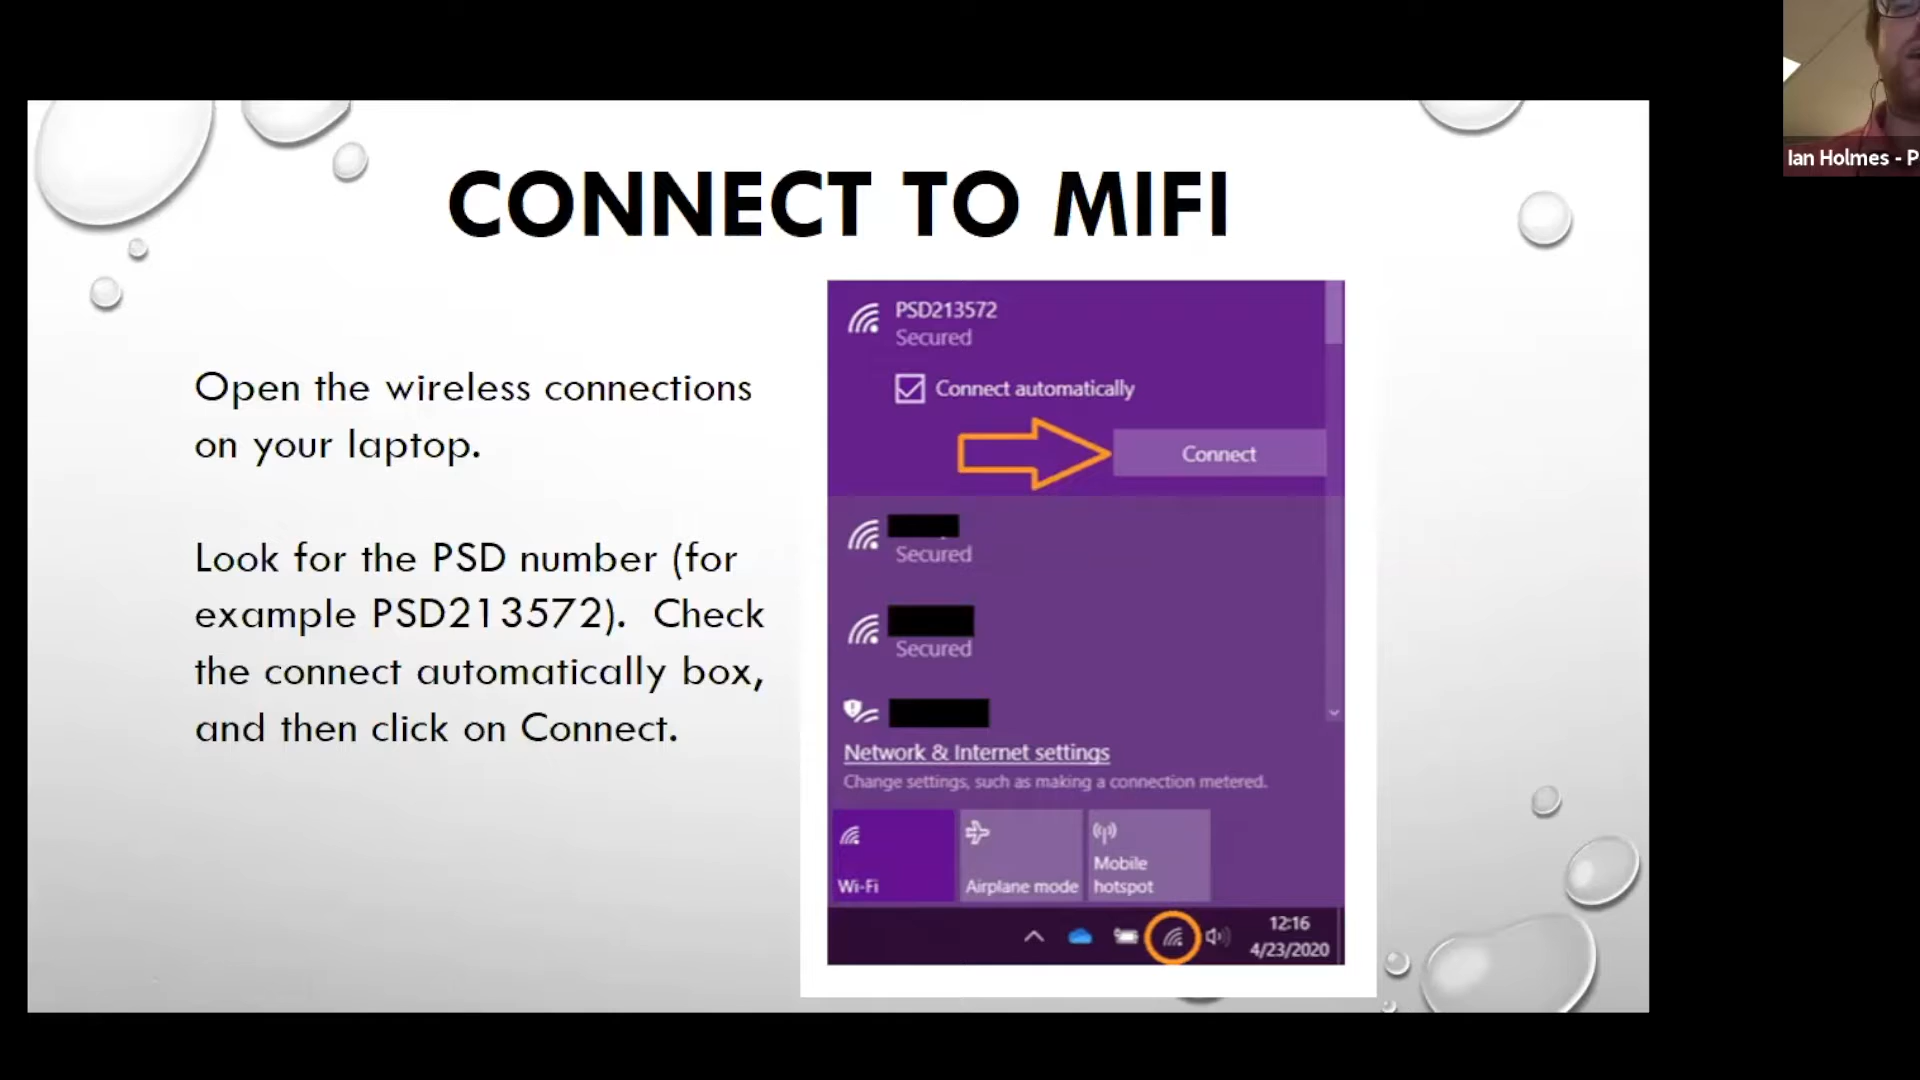 CONNECT TO MIFI
Open the wireless connections
on your laptop.
Look for the PSD number (for
example PSD213572).  Check
the connect automatically box,
and then click on Connect.
PSD213572
Secured
Connect automatically
Connect
Secured
Secured
Network & Internet settings
Change settings, such as making a connection metered.
Wi-Fi
Airplane mode
Mobile
hotspot
12:16
4/23/2020
Ian Holmes - P